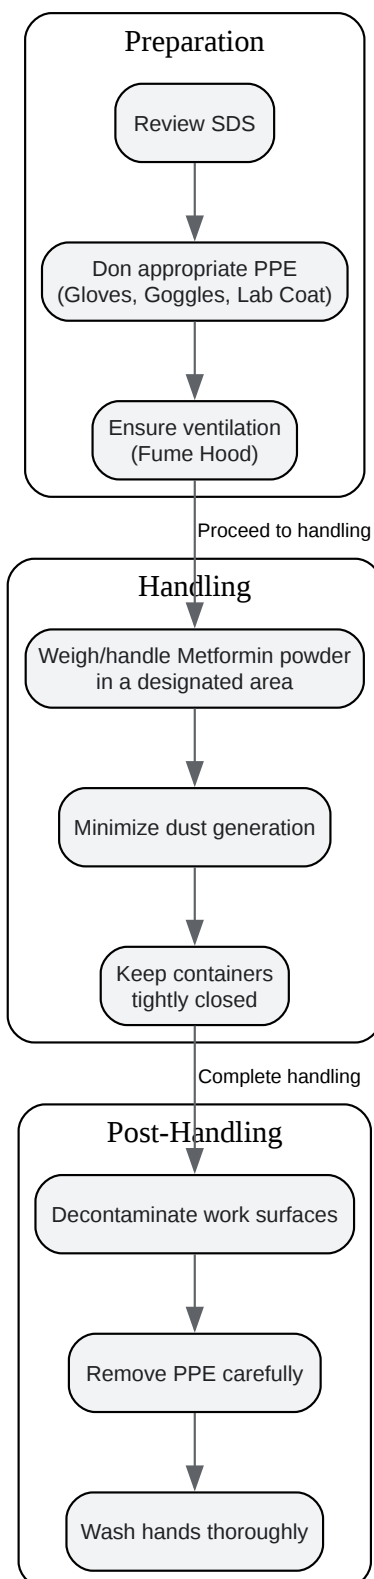 Preparation
Review SDS
Don appropriate PPE
(Gloves, Goggles, Lab Coat)
Ensure ventilation
(Fume Hood)
Proceed to handling
Handling
Weigh/handle Metformin powder
in a designated area
Minimize dust generation
Keep containers
tightly closed
Complete handling
Post-Handling
Decontaminate work surfaces
Remove PPE carefully
Wash hands thoroughly